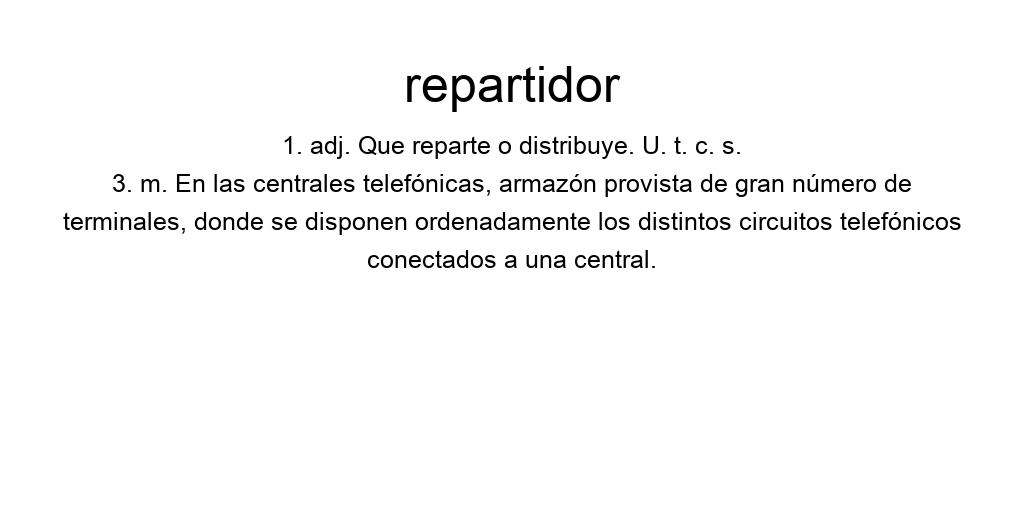 repartidor
1. adj. Que reparte o distribuye. U. t. c. s.
3. m. En las centrales telefónicas, armazón provista de gran número de
terminales, donde se disponen ordenadamente los distintos circuitos telefónicos
conectados a una central.